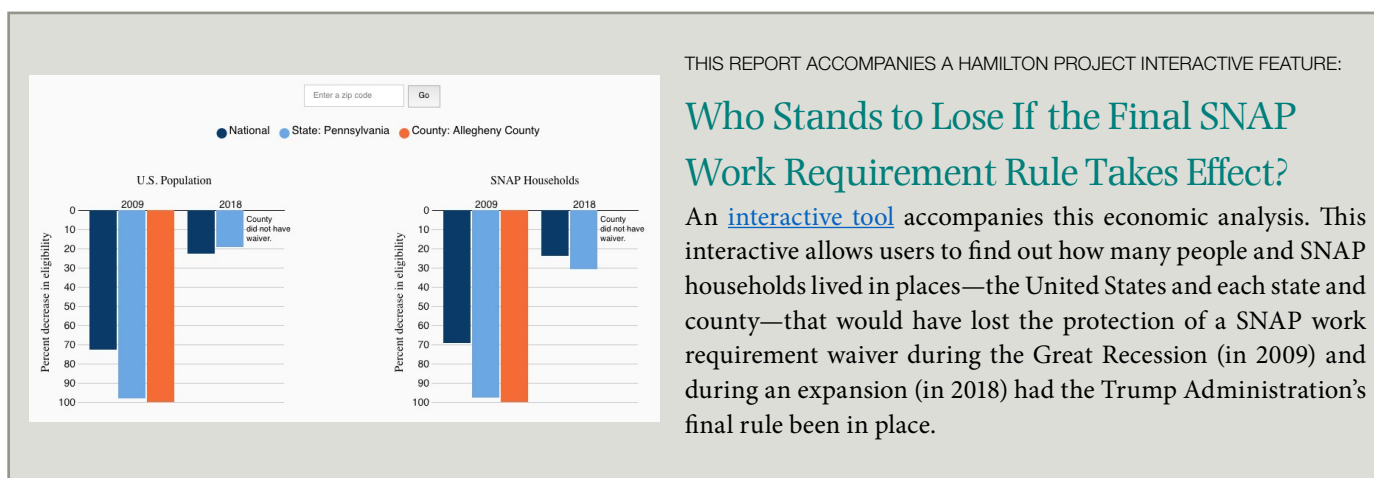 Enter a zip code
Go
National
State: Pennsylvania
County: Allegheny County
U.S. Population
2009
2018
0
10
20
30
40
50
60
70
80
90
100
Percent decrease in eligibility
County
did not have
waiver.
SNAP Households
2009
2018
0
10
20
30
40
50
60
70
80
90
100
Percent decrease in eligibility
County
did not have
waiver.
THIS REPORT ACCOMPANIES A HAMILTON PROJECT INTERACTIVE FEATURE:
Who Stands to Lose If the Final SNAP
Work Requirement Rule Takes Effect?
An interactive tool accompanies this economic analysis. This
interactive allows users to find out how many people and SNAP
households lived in places—the United States and each state and
county—that would have lost the protection of a SNAP work
requirement waiver during the Great Recession (in 2009) and
during an expansion (in 2018) had the Trump Administration’s
final rule been in place.